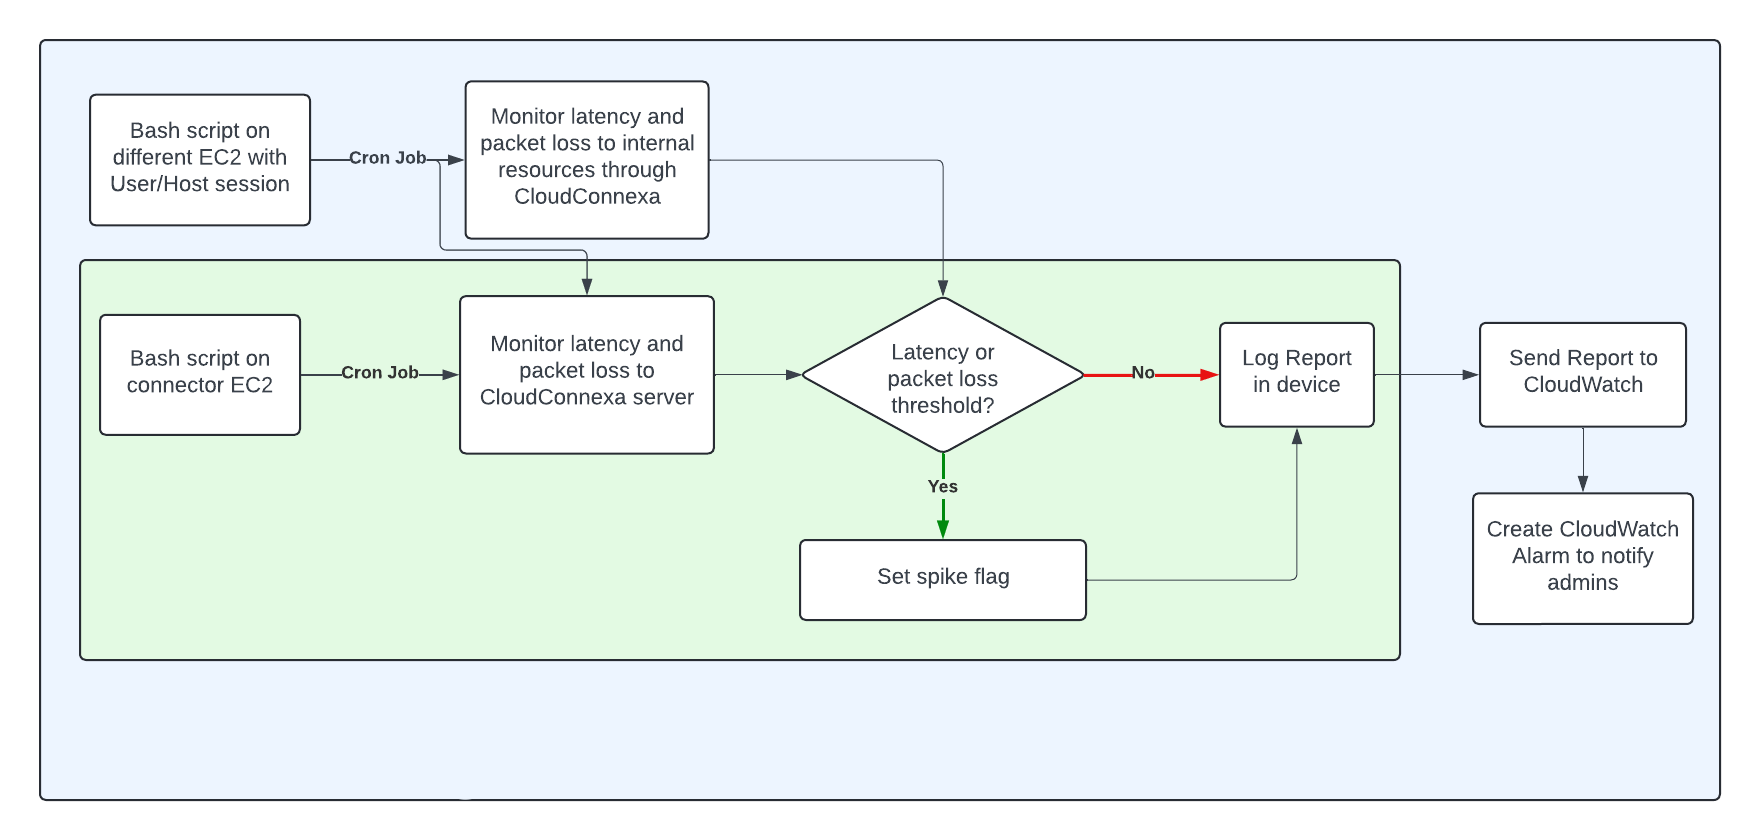 Bash script on
different EC2 with
User/Host session
Cron Job
Monitor latency and
packet loss to internal
resources through
CloudConnexa
Bash script on
connector EC2
Cron Job
Monitor latency and
packet loss to
CloudConnexa server
Latency or
packet loss
threshold?
No
Log Report
in device
Send Report to
CloudWatch
Yes
Set spike flag
Create CloudWatch
Alarm to notify
admins